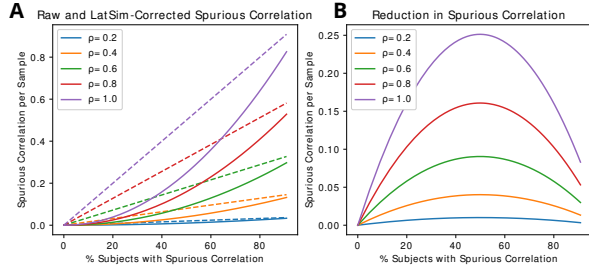 A
Raw and LatSim-Corrected Spurious Correlation
Spurious Correlation per Sample
0.8
0.6
0.4
0.2
0.0
ρ= 0.2
ρ= 0.4
ρ= 0.6
ρ= 0.8
ρ= 1.0
0 20 40 60 80
% Subjects with Spurious Correlation
B
Reduction in Spurious Correlation
Spurious Correlation per Sample
0.25
0.20
0.15
0.10
0.05
0.00
ρ= 0.2
ρ= 0.4
ρ= 0.6
ρ= 0.8
ρ= 1.0
0 20 40 60 80
% Subjects with Spurious Correlation